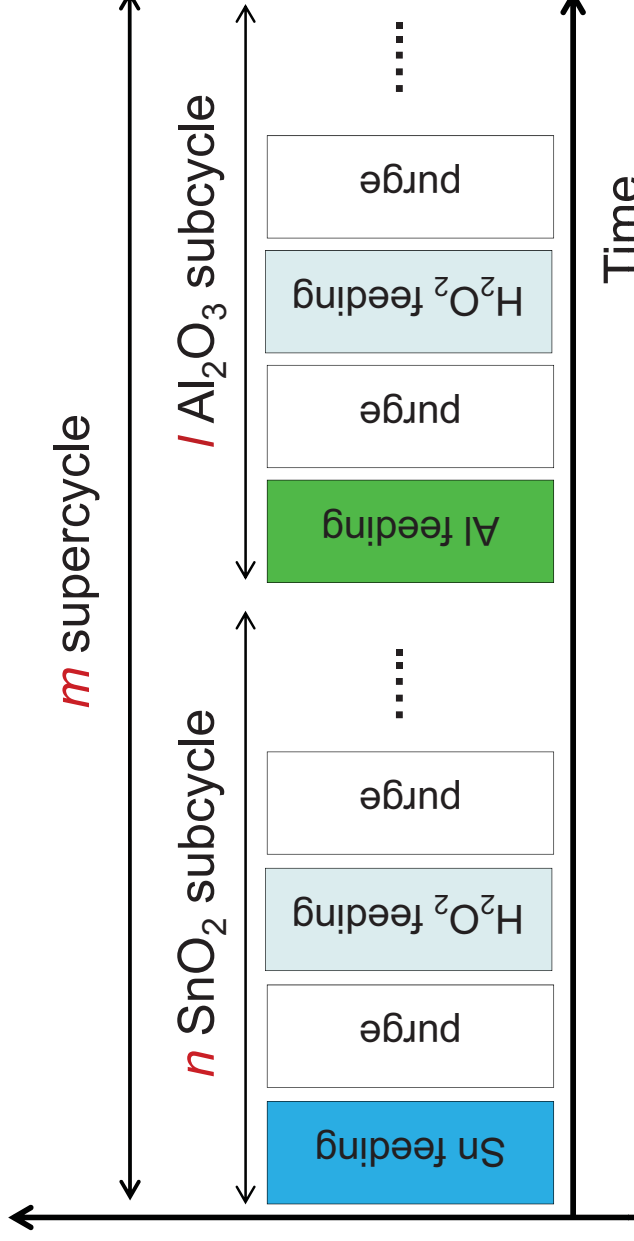 m supercycle
n SnO₂ subcycle
l Al₂O₃ subcycle
Sn feeding
purge
H₂O₂ feeding
purge
.....
Al feeding
purge
H₂O₂ feeding
purge
.....
Time